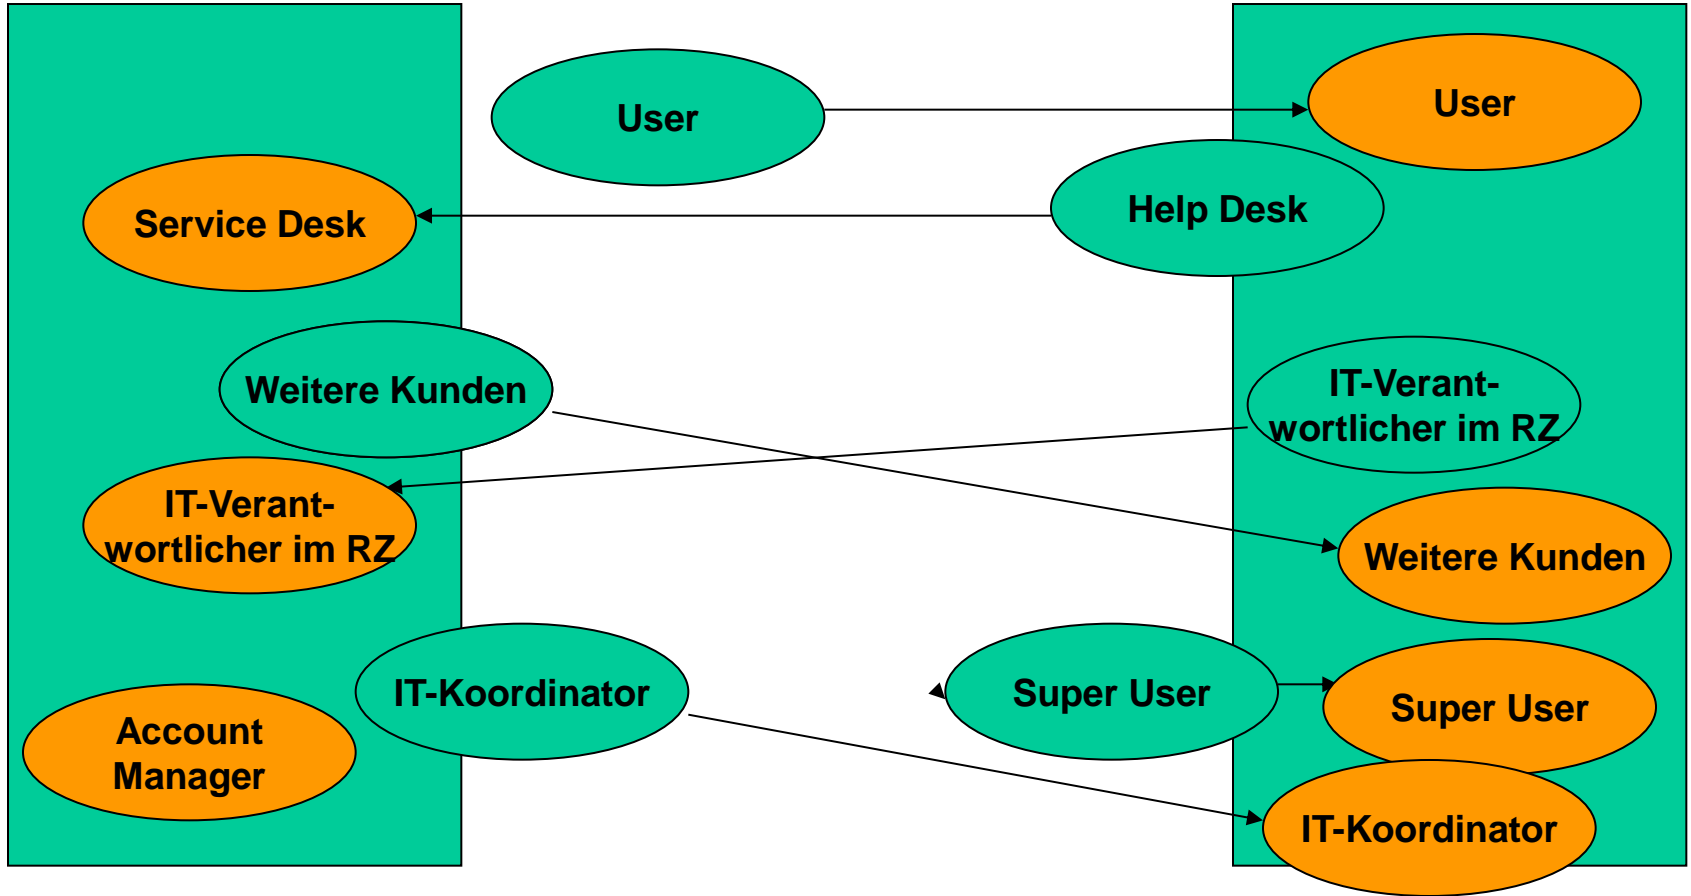 User
User
Help Desk
Service Desk
Weitere Kunden
IT-Verant-
wortlicher im RZ
IT-Verant-
wortlicher im RZ
Weitere Kunden
IT-Koordinator
Super User
Super User
Account
Manager
IT-Koordinator